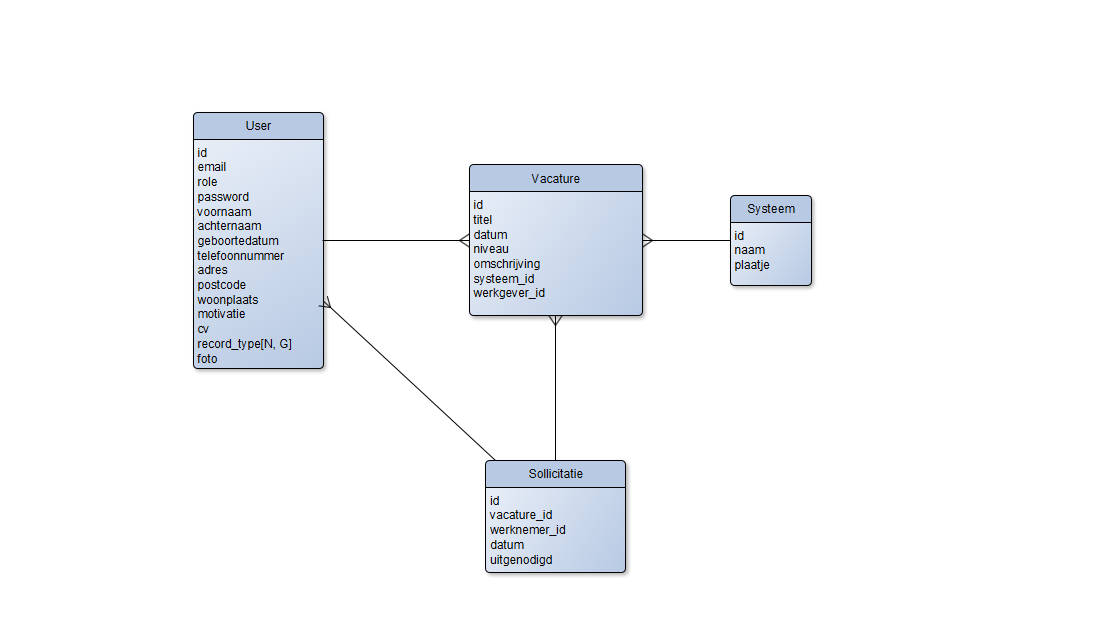 User
id
email
role
password
voornaam
achternaam
geboortedatum
telefoonnummer
adres
postcode
woonplaats
motivatie
cv
record_type[N, G]
foto
Vacature
id
titel
datum
niveau
omschrijving
systeem_id
werkgever_id
Systeem
id
naam
plaatje
Sollicitatie
id
vacature_id
werknemer_id
datum
uitgenodigd